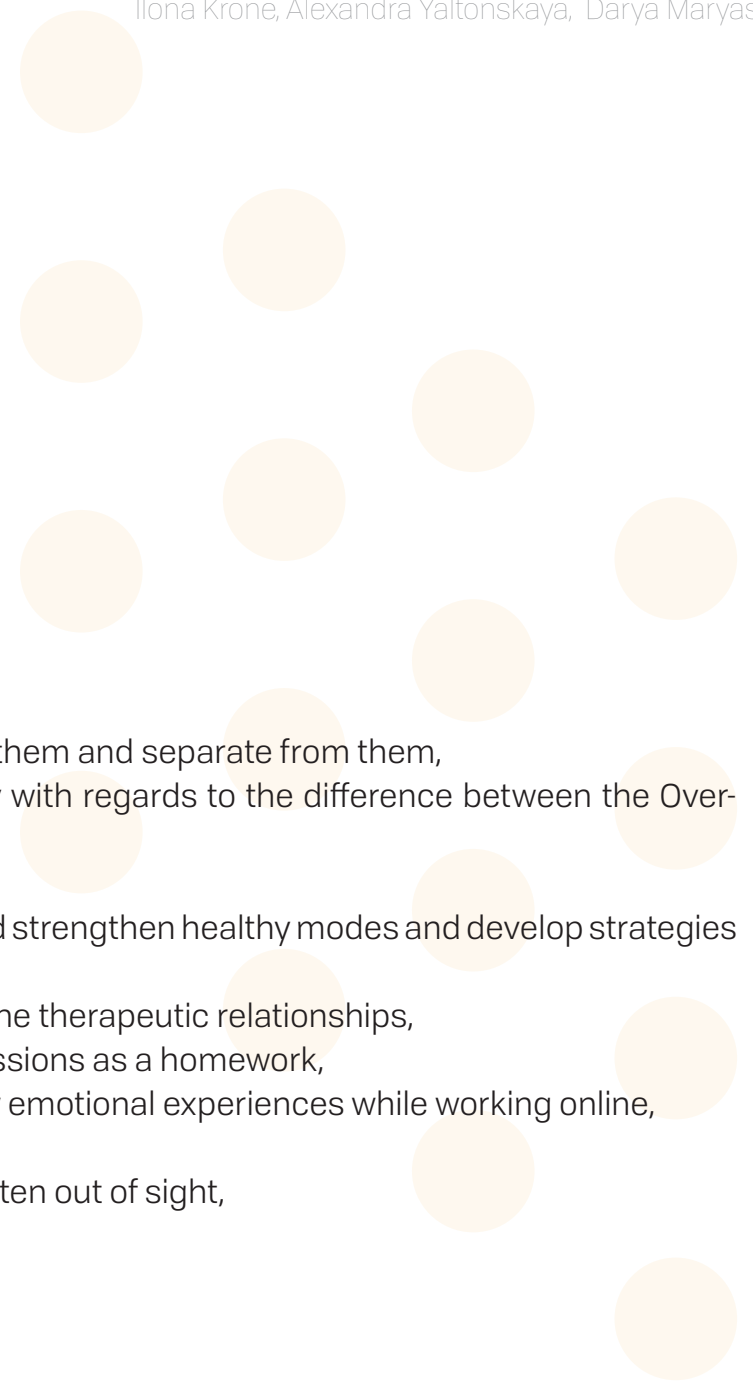 Ilona Krone, Alexandra Yaltonskaya, Darya Maryas
them and separate from them,
with regards to the difference between the Over-
strengthen healthy modes and develop strategies
therapeutic relationships,
ssions as a homework,
emotional experiences while working online,
ten out of sight,